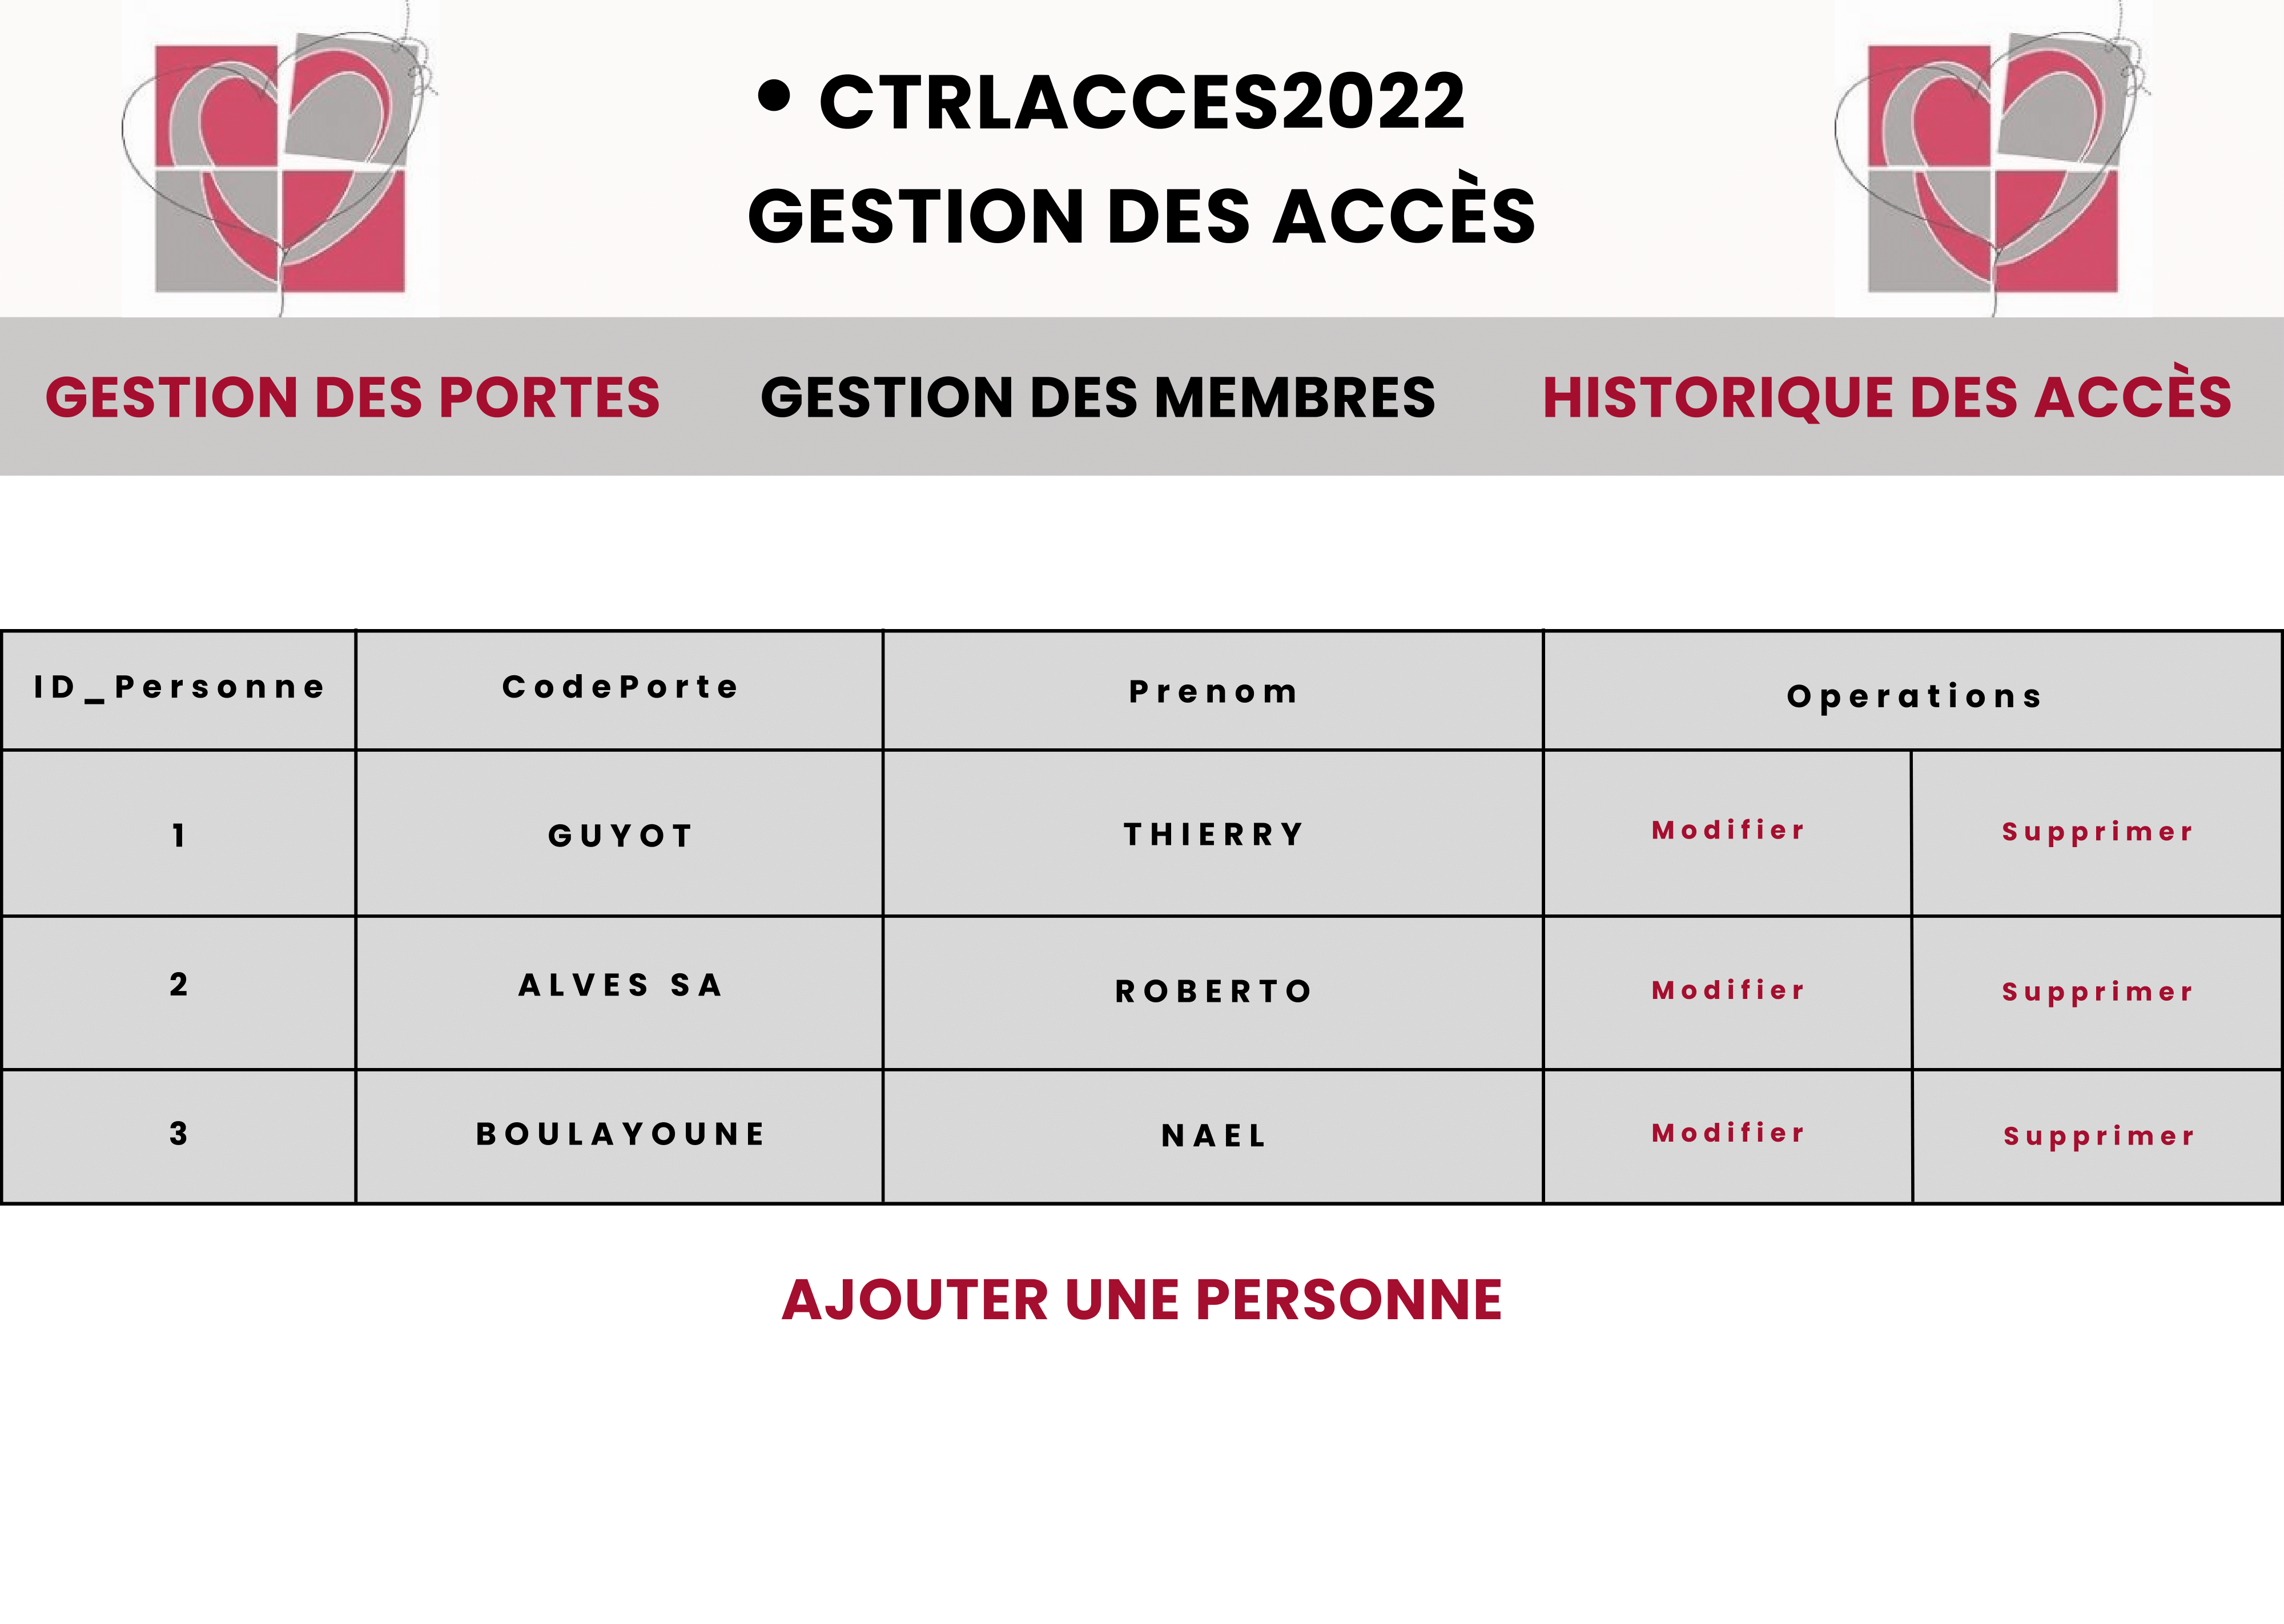 • CTRLACCES2022
GESTION DES ACCÈS
GESTION DES PORTES GESTION DES MEMBRES HISTORIQUE DES ACCÈS
ID_Personne CodePorte Prenom Operations
1 GUYOT THIERRY Modifier Supprimer
2 ALVES SA ROBERTO Modifier Supprimer
3 BOULAYOUNE NAEL Modifier Supprimer
AJOUTER UNE PERSONNE